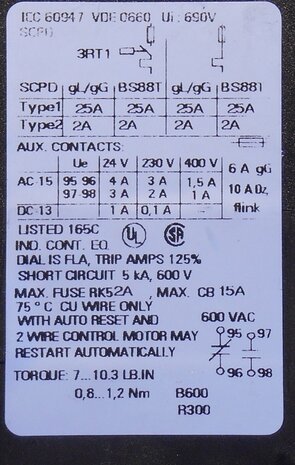 IEC 60947 VDE 0660 Ui: 690V
SCPD
3RT1
SCPD gL/gG BS88T gL/gG BS88T
Type1 25A 25A 25A 25A
Type2 2A 2A 2A 2A
AUX. CONTACTS:
Ue 24 V 230 V 400 V
6 A gG
AC-15 95 96 4 A 3 A 1,5 A
97 98 3 A 2 A 1 A
10 A Dz,
DC-13 1 A 0,1 A
flink
LISTED 165C UL SA
IND. CONT. EQ.
DIAL IS FLA, TRIP AMPS 125%
SHORT CIRCUIT 5 kA, 600 V
MAX. FUSE RK5 2A , MAX. CB 15A
75°C CU WIRE ONLY
WITH AUTO RESET AND 600 VAC
2 WIRE CONTROL MOTOR MAY 95 97
RESTART AUTOMATICALLY
TORQUE: 7...10.3 LB.IN 96 98
0,8...1,2 Nm B600
R300